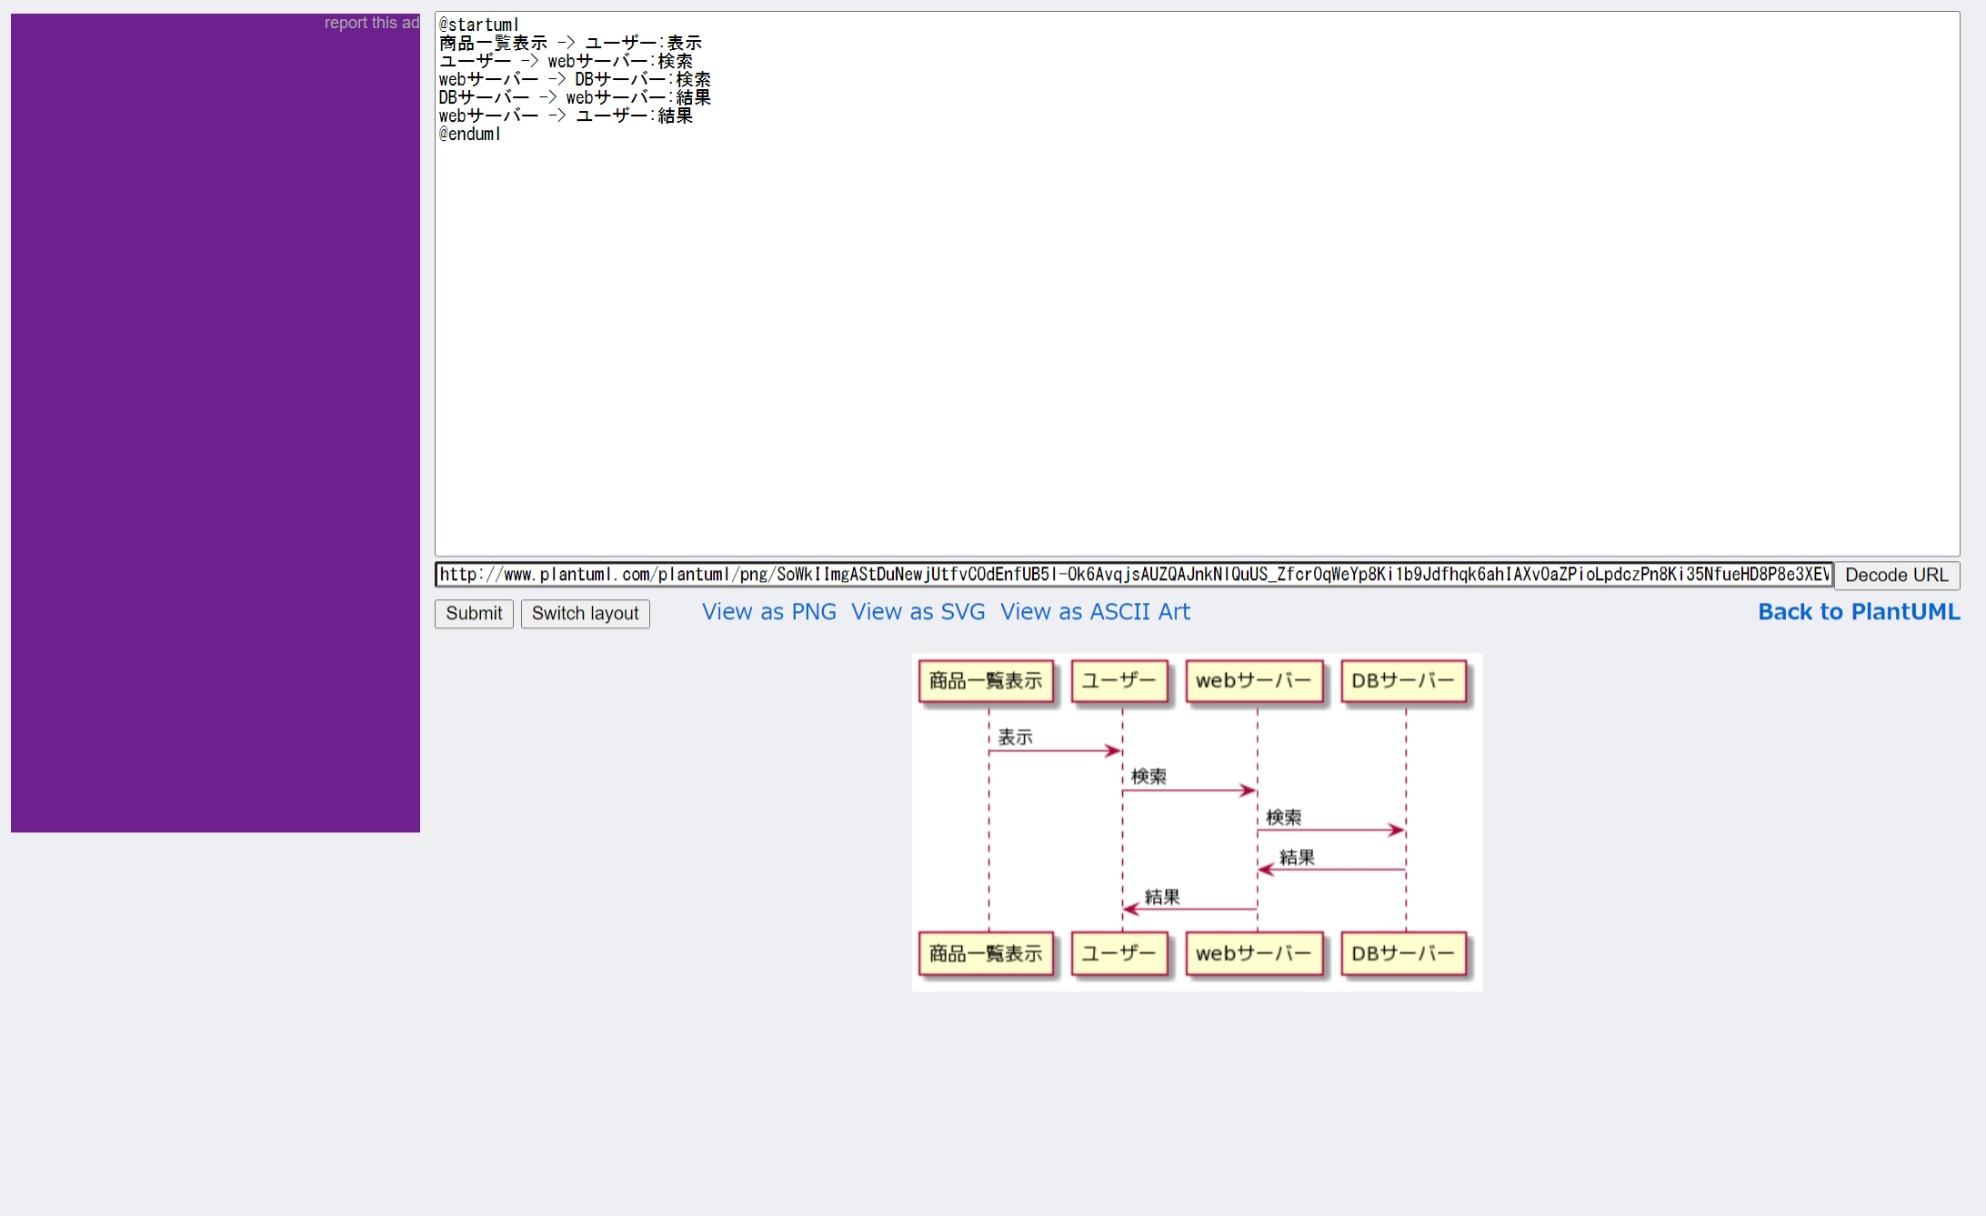 report this ad
@startuml
商品一覧表示 -> ユーザー:表示
ユーザー -> webサーバー:検索
webサーバー -> DBサーバー:検索
DBサーバー -> webサーバー:結果
webサーバー -> ユーザー:結果
@enduml
http://www.plantuml.com/plantuml/png/ Decode URL
Submit Switch layout View as PNG View as SVG View as ASCII Art Back to PlantUML
商品一覧表示 ユーザー webサーバー DBサーバー
表示
検索
検索
結果
結果
商品一覧表示 ユーザー webサーバー DBサーバー